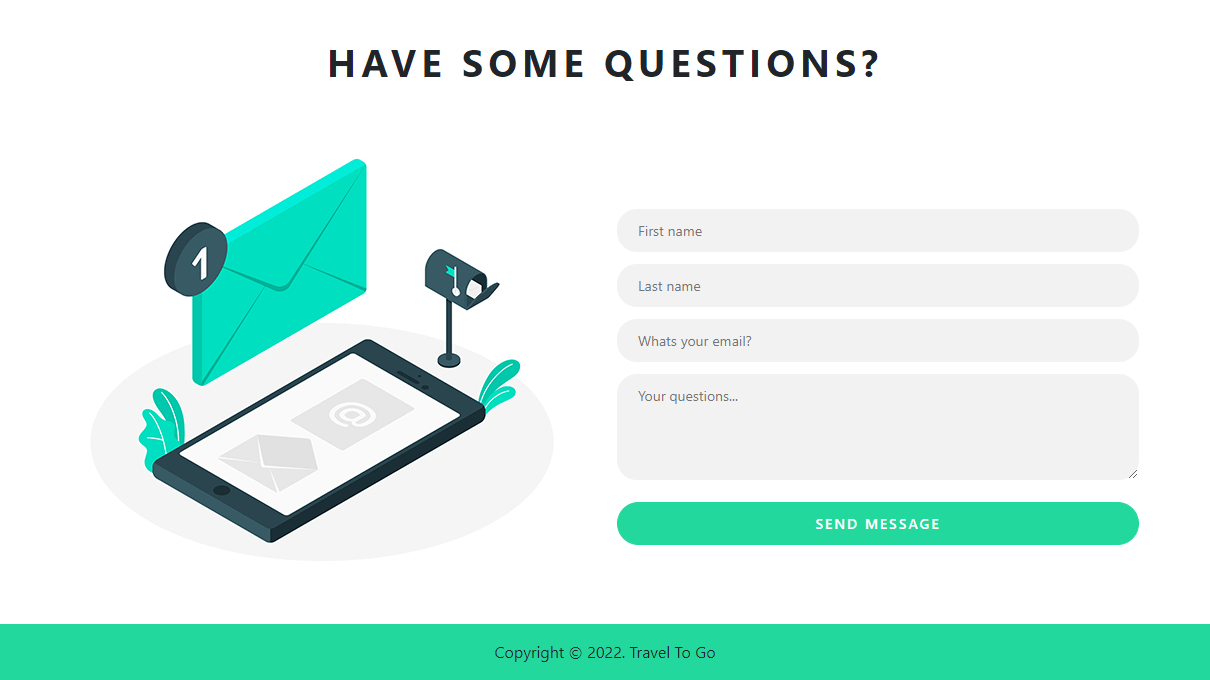 HAVE SOME QUESTIONS?
1
@
First name
Last name
Whats your email?
Your questions...
SEND MESSAGE
Copyright © 2022. Travel To Go